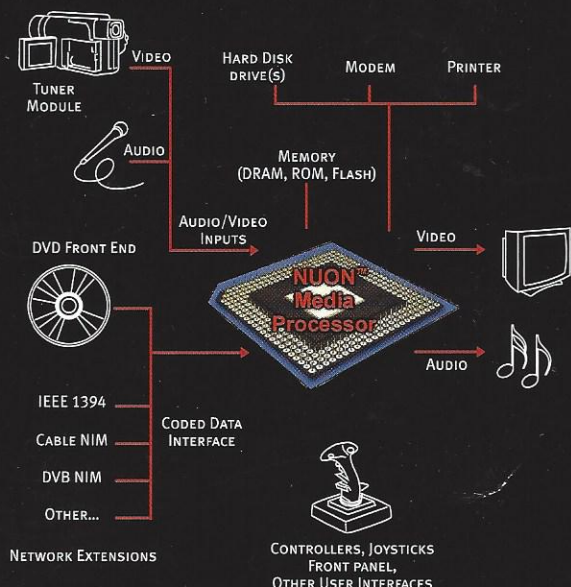 VIDEO
TUNER
MODULE
AUDIO
AUDIO/VIDEO
INPUTS
HARD DISK
DRIVE(S)
MODEM
PRINTER
MEMORY
(DRAM, ROM, FLASH)
DVD FRONT END
NUON™
Media
Processor
VIDEO
AUDIO
IEEE 1394
CABLE NIM
DVB NIM
OTHER...
CODED DATA
INTERFACE
NETWORK EXTENSIONS
CONTROLLERS, JOYSTICKS
FRONT PANEL,
OTHER USER INTERFACES